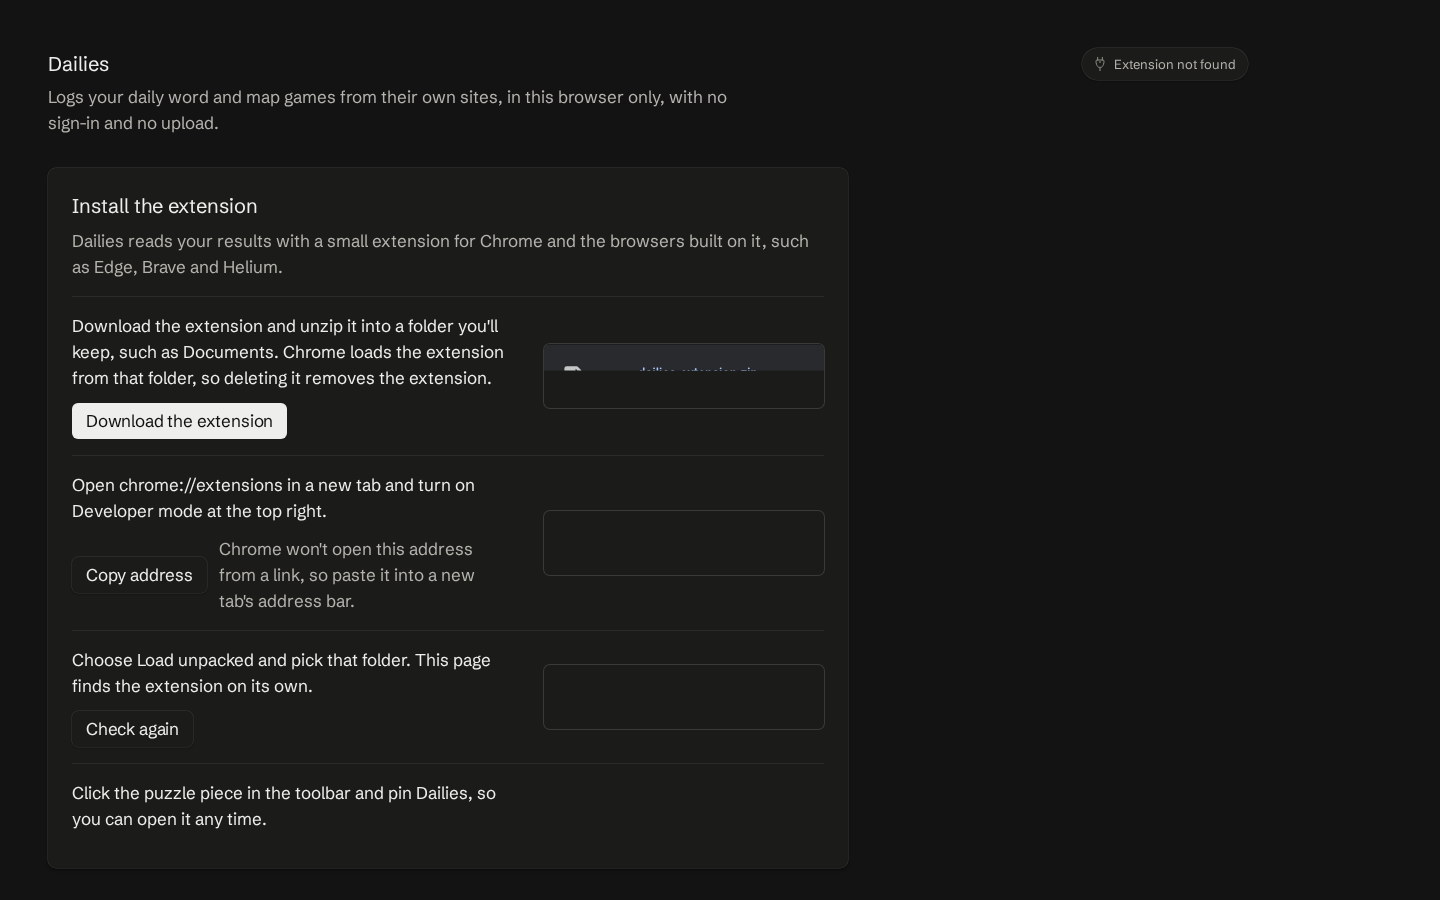 Dailies
Extension not found
Logs your daily word and map games from their own sites, in this browser only, with no
sign-in and no upload.
Install the extension
Dailies reads your results with a small extension for Chrome and the browsers built on it, such
as Edge, Brave and Helium.
Download the extension and unzip it into a folder you'll
keep, such as Documents. Chrome loads the extension
from that folder, so deleting it removes the extension.
Download the extension
Open chrome://extensions in a new tab and turn on
Developer mode at the top right.
Copy address
Chrome won't open this address
from a link, so paste it into a new
tab's address bar.
Choose Load unpacked and pick that folder. This page
finds the extension on its own.
Check again
Click the puzzle piece in the toolbar and pin Dailies, so
you can open it any time.